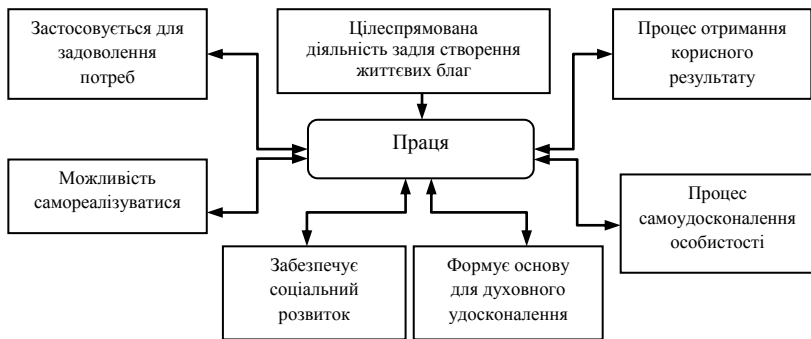 Застосовується для
задоволення
потреб
Цілеспрямована
діяльність задля створення
життєвих благ
Процес отримання
корисного
результату
Праця
Можливість
самореалізуватися
Процес
самоудосконалення
особистості
Забезпечує
соціальний
розвиток
Формує основу
для духовного
удосконалення